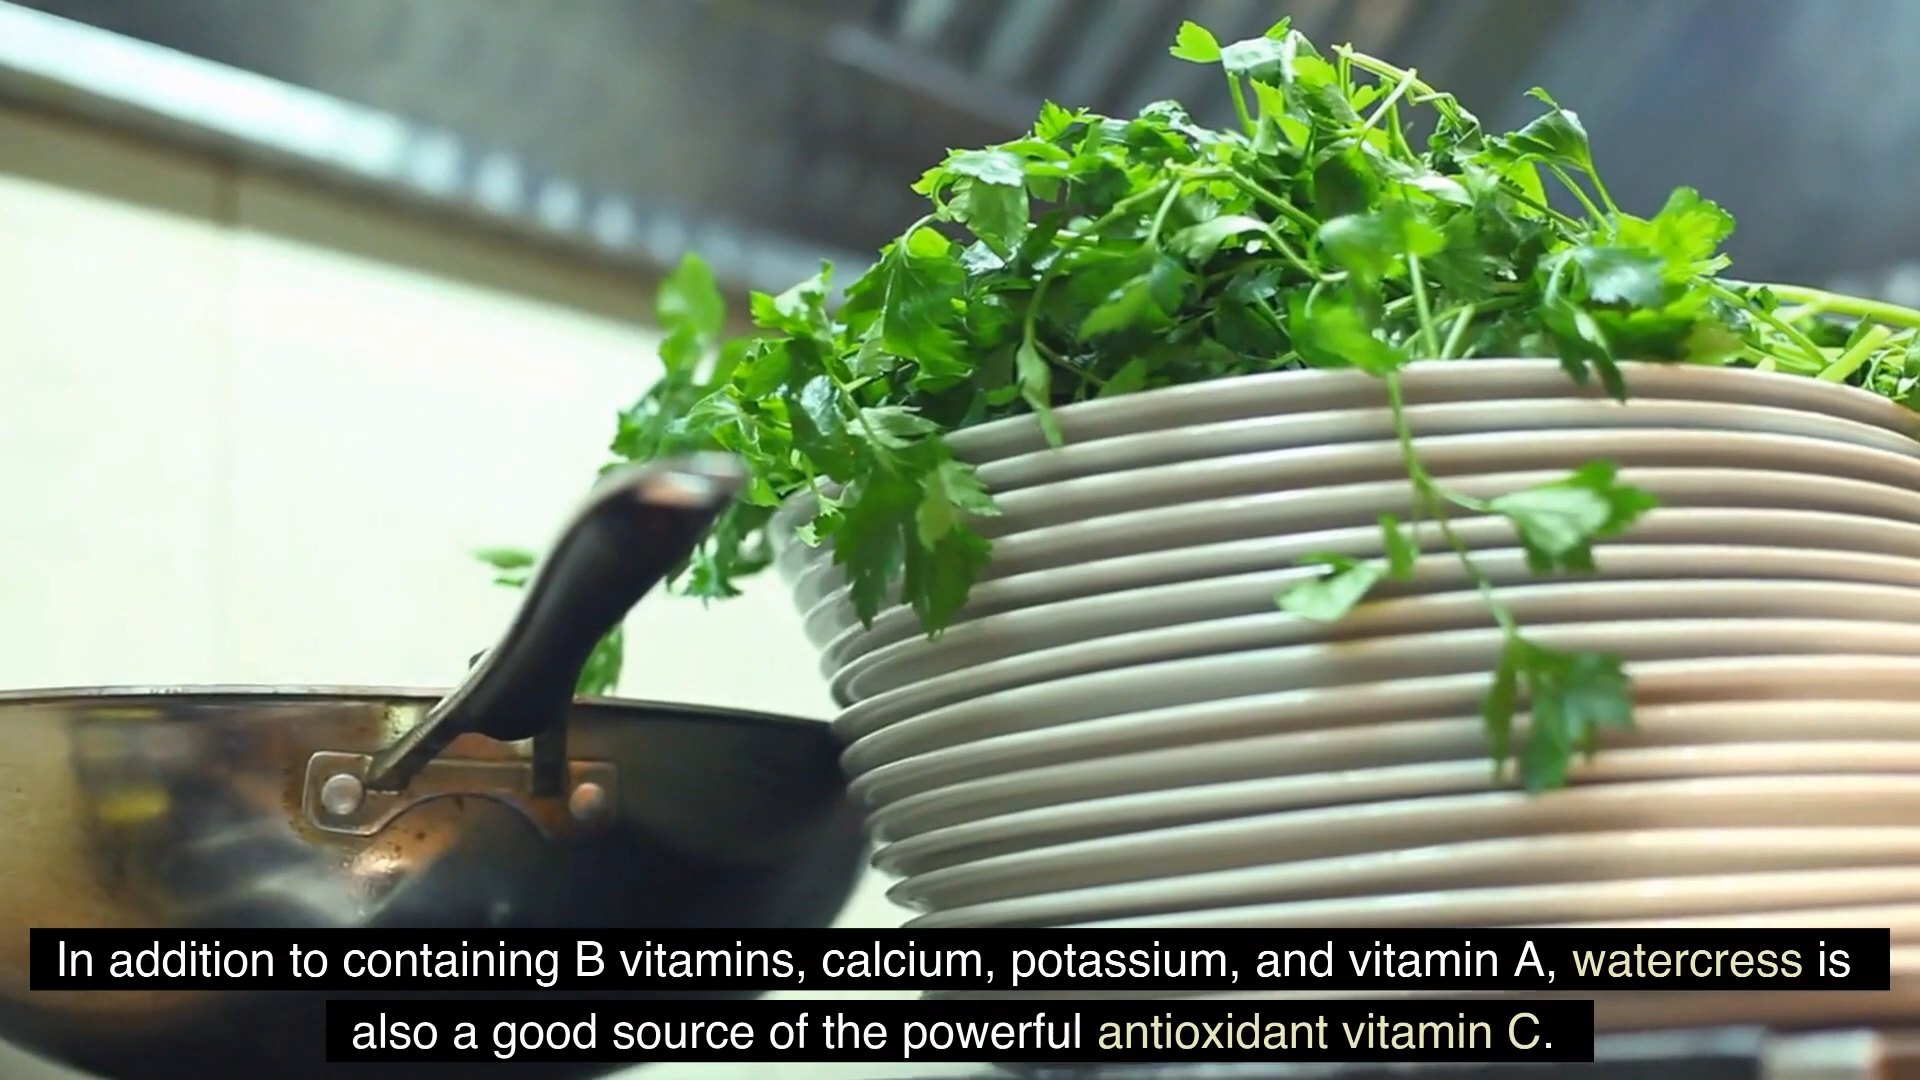 In addition to containing B vitamins, calcium, potassium, and vitamin A, watercress is
also a good source of the powerful antioxidant vitamin C.